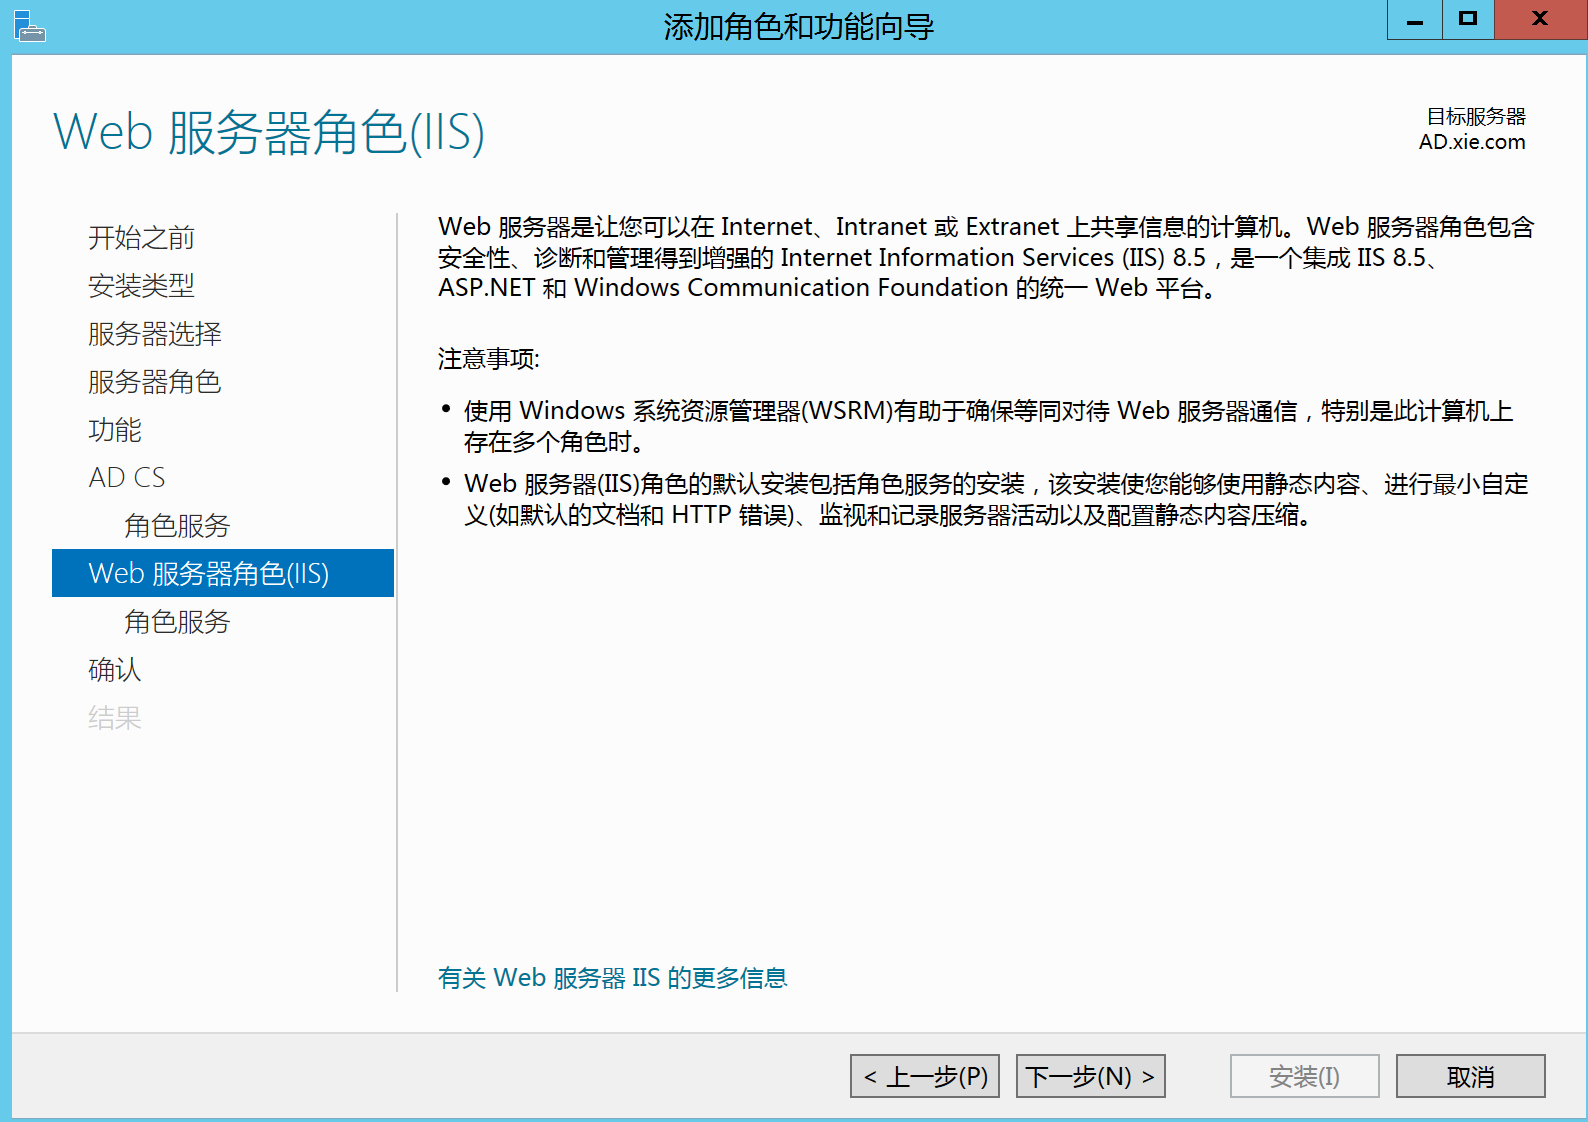 添加角色和功能向导
Web 服务器角色(IIS)
目标服务器
AD.xie.com
开始之前
安装类型
服务器选择
服务器角色
功能
AD CS
角色服务
Web 服务器角色(IIS)
角色服务
确认
结果
Web 服务器是让您可以在 Internet、Intranet 或 Extranet 上共享信息的计算机。Web 服务器角色包含
安全性、诊断和管理得到增强的 Internet Information Services (IIS) 8.5，是一个集成 IIS 8.5、
ASP.NET 和 Windows Communication Foundation 的统一 Web 平台。
注意事项:
• 使用 Windows 系统资源管理器(WSRM)有助于确保等同对待 Web 服务器通信，特别是此计算机上
存在多个角色时。
• Web 服务器(IIS)角色的默认安装包括角色服务的安装，该安装使您能够使用静态内容、进行最小自定
义(如默认的文档和 HTTP 错误)、监视和记录服务器活动以及配置静态内容压缩。
有关 Web 服务器 IIS 的更多信息
< 上一步(P)
下一步(N) >
安装(I)
取消